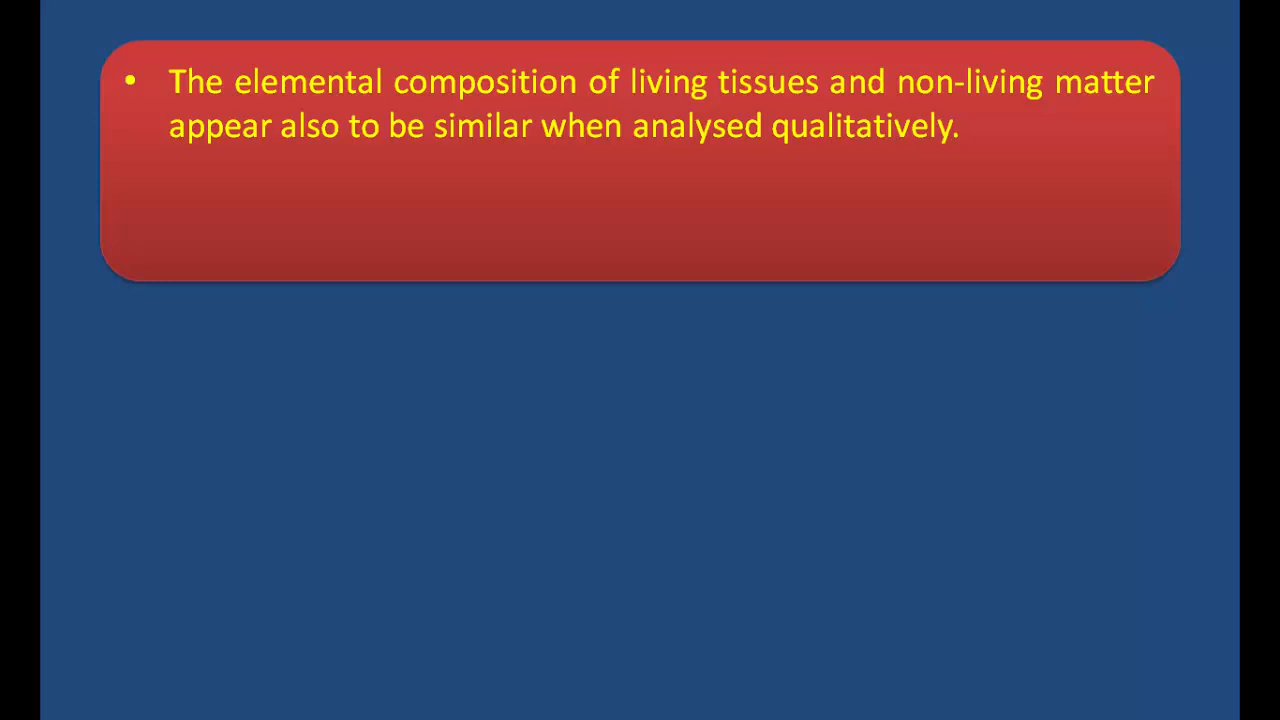 • The elemental composition of living tissues and non-living matter
appear also to be similar when analysed qualitatively.